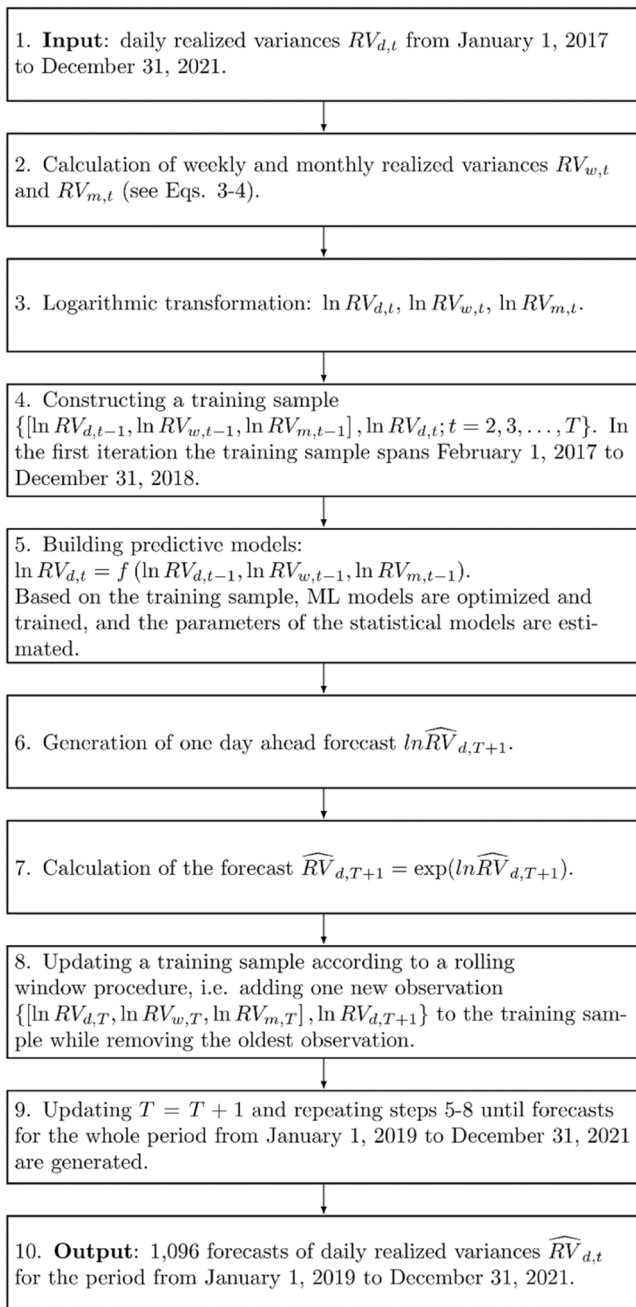 1. Input: daily realized variances RV_{d,t} from January 1, 2017
to December 31, 2021.
2. Calculation of weekly and monthly realized variances RV_{w,t}
and RV_{m,t} (see Eqs. 3-4).
3. Logarithmic transformation: ln RV_{d,t}, ln RV_{w,t}, ln RV_{m,t}.
4. Constructing a training sample
{[ln RV_{d,t−1}, ln RV_{w,t−1}, ln RV_{m,t−1}], ln RV_{d,t}; t = 2, 3, . . . , T}. In
the first iteration the training sample spans February 1, 2017 to
December 31, 2018.
5. Building predictive models:
ln RV_{d,t} = f (ln RV_{d,t−1}, ln RV_{w,t−1}, ln RV_{m,t−1}).
Based on the training sample, ML models are optimized and
trained, and the parameters of the statistical models are esti-
mated.
6. Generation of one day ahead forecast ln\widehat{RV}_{d,T+1}.
7. Calculation of the forecast \widehat{RV}_{d,T+1} = exp(ln\widehat{RV}_{d,T+1}).
8. Updating a training sample according to a rolling
window procedure, i.e. adding one new observation
{[ln RV_{d,T}, ln RV_{w,T}, ln RV_{m,T}], ln RV_{d,T+1}} to the training sam-
ple while removing the oldest observation.
9. Updating T = T + 1 and repeating steps 5-8 until forecasts
for the whole period from January 1, 2019 to December 31, 2021
are generated.
10. Output: 1,096 forecasts of daily realized variances \widehat{RV}_{d,t}
for the period from January 1, 2019 to December 31, 2021.